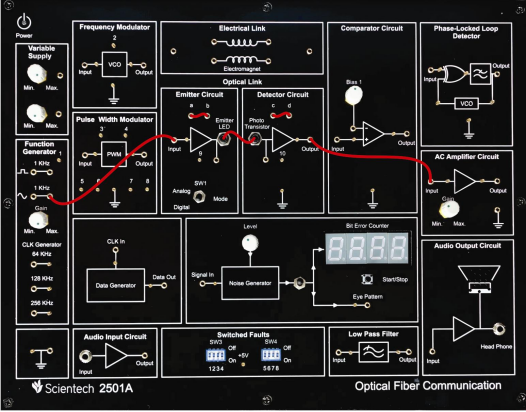 Power
Variable
Supply
Min. Max.
Min. Max.
Function
Generator
1
1 KHz
1 KHz
Gain
Min. Max.
CLK Generator
64 KHz
128 KHz
256 KHz
Frequency Modulator
2
VCO
Input Output
Pulse Width Modulator
3 4
PWM
Input Output
5 6 7 8
Electrical Link
Electromagnet
Optical Link
Emitter Circuit
a b
Emitter
LED
Input
9
SW1
Analog
Mode
Digital
Detector Circuit
c d
Photo
Transistor
Output
10
Comparator Circuit
Bias 1
Input Output
Phase-Locked Loop
Detector
Input Output
VCO
AC Amplifier Circuit
Input Output
Gain
Min. Max.
CLK In
Data Generator
Data Out
Level
Signal In
Noise Generator
Bit Error Counter
8888
Start/Stop
Eye Pattern
Audio Output Circuit
Head Phone
Audio Input Circuit
Input Output
Switched Faults
SW3 SW4
Off Off
+5V
On On
1234 5678
Low Pass Filter
Input Output
Scientech 2501A
Optical Fiber Communication